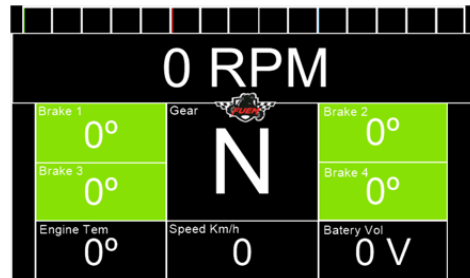 0 RPM
Brake 1
0º
Gear
N
FUEM
Brake 2
0º
Brake 3
0º
Brake 4
0º
Engine Tem
0º
Speed Km/h
0
Batery Vol
0 V